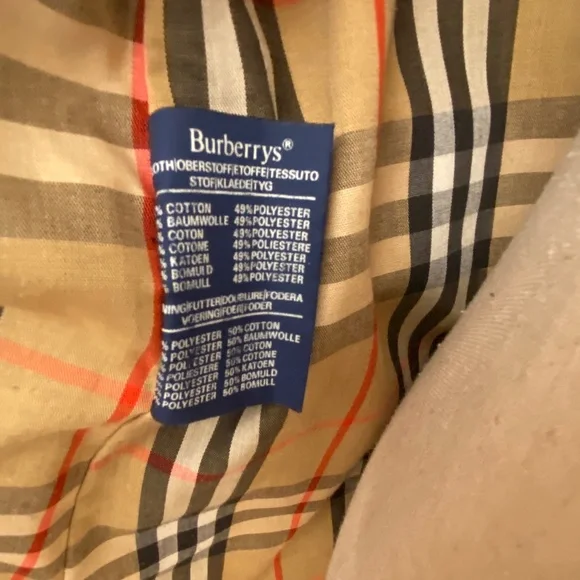 Burberrys®
OTH|OBERSTOFF|ETOFFE|TESSUTO
STOF|KLAEDE|TYG
% COTTON 49% POLYESTER
% BAUMWOLLE 49% POLYESTER
% COTON 49% POLYESTER
% COTONE 49% POLIESTERE
% KATOEN 49% POLYESTER
% BOMULD 49% POLYESTER
% BOMULL 49% POLYESTER
NING|FUTTER|DOUBLURE|FODERA
VOERING|FOER|FODER
% POLYESTER 50% COTTON
% POLYESTER 50% BAUMWOLLE
% POLYESTER 50% COTON
% POLIESTERE 50% COTONE
% POLYESTER 50% KATOEN
% POLYESTER 50% BOMULD
POLYESTER 50% BOMULL